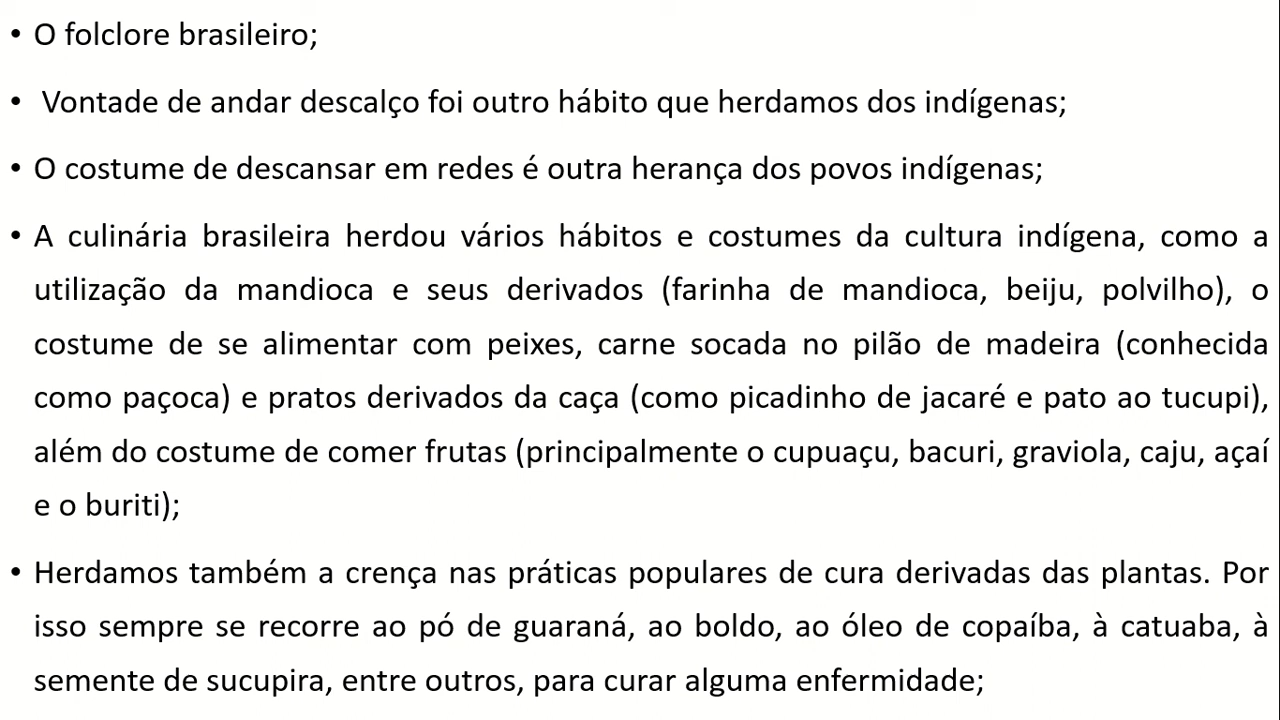 • O folclore brasileiro;
• Vontade de andar descalço foi outro hábito que herdamos dos indígenas;
• O costume de descansar em redes é outra herança dos povos indígenas;
• A culinária brasileira herdou vários hábitos e costumes da cultura indígena, como a
utilização da mandioca e seus derivados (farinha de mandioca, beiju, polvilho), o
costume de se alimentar com peixes, carne socada no pilão de madeira (conhecida
como paçoca) e pratos derivados da caça (como picadinho de jacaré e pato ao tucupi),
além do costume de comer frutas (principalmente o cupuaçu, bacuri, graviola, caju, açaí
e o buriti);
• Herdamos também a crença nas práticas populares de cura derivadas das plantas. Por
isso sempre se recorre ao pó de guaraná, ao boldo, ao óleo de copaíba, à catuaba, à
semente de sucupira, entre outros, para curar alguma enfermidade;